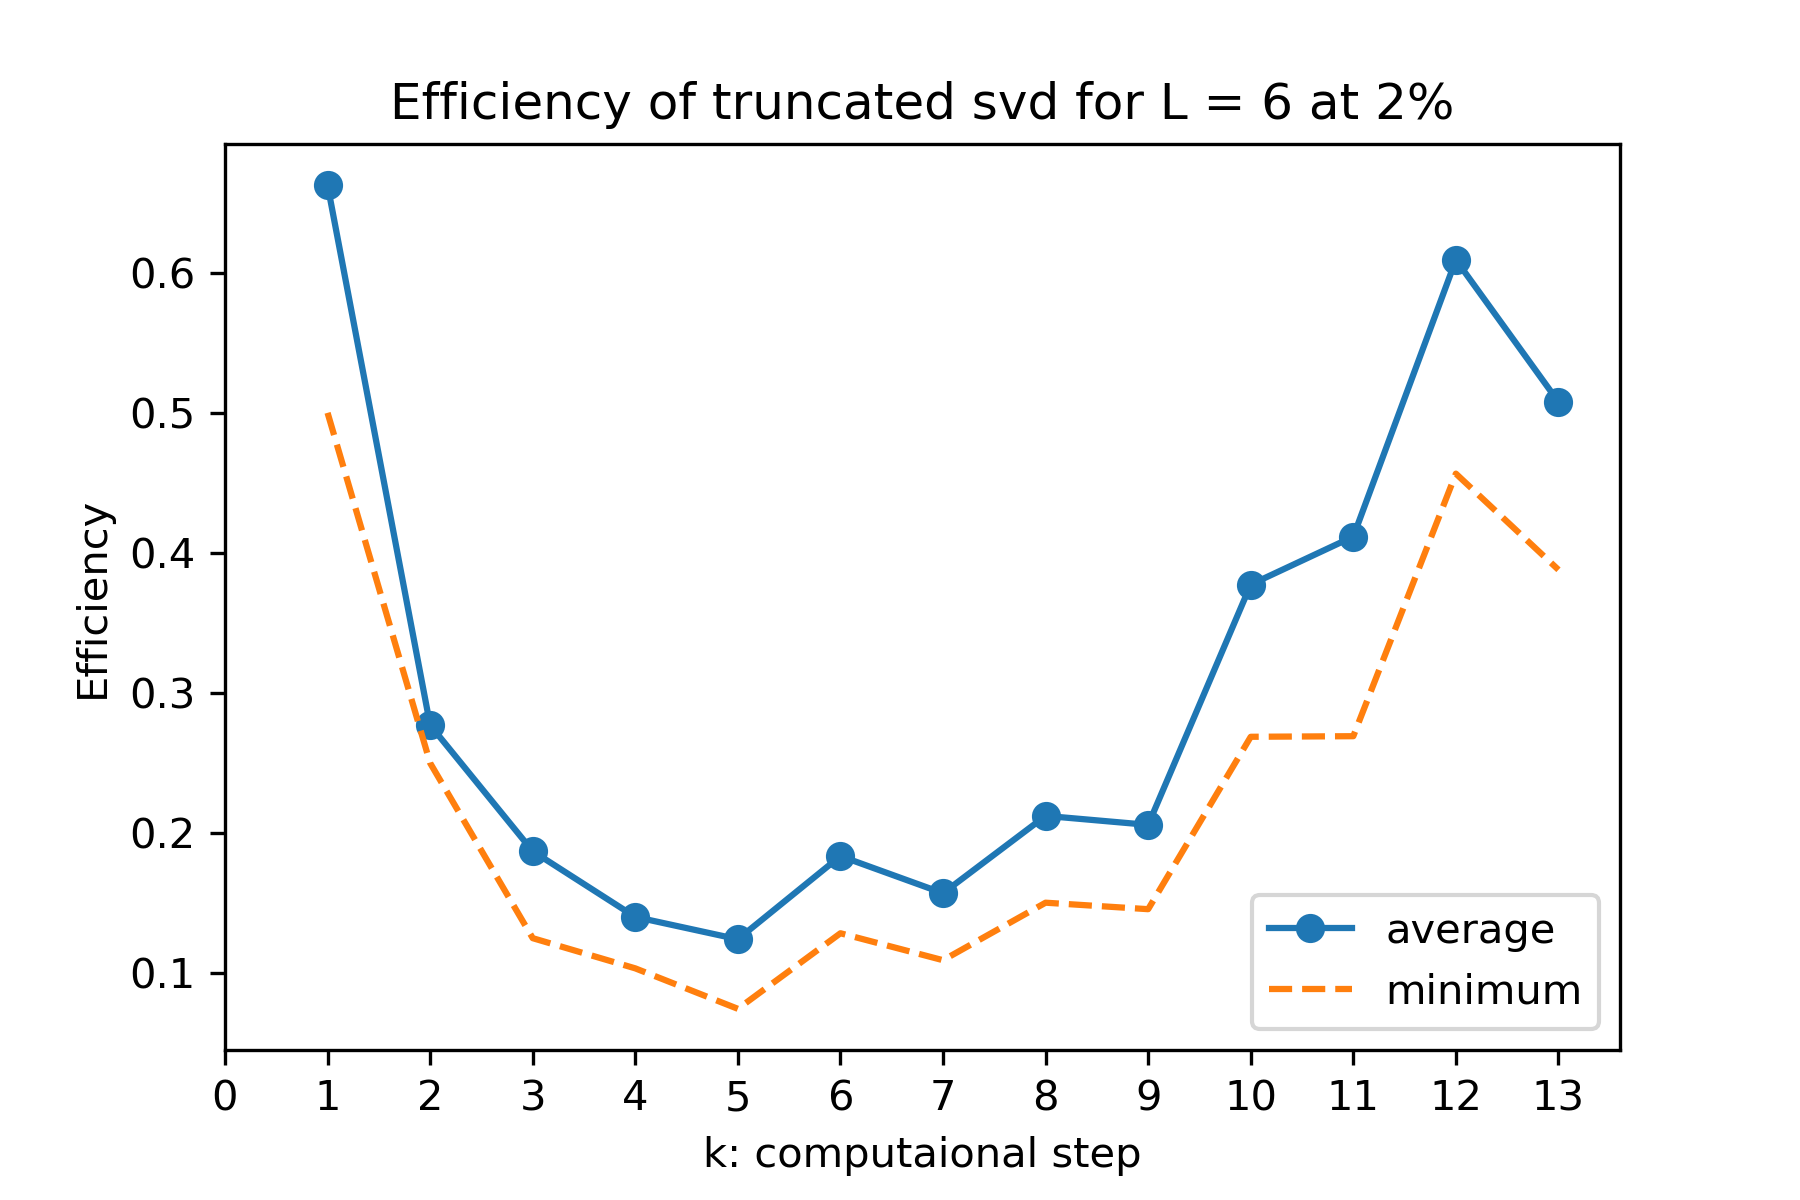 Efficiency of truncated svd for L = 6 at 2%
Efficiency
0.6
0.5
0.4
0.3
0.2
0.1
0 1 2 3 4 5 6 7 8 9 10 11 12 13
k: computaional step
average
minimum